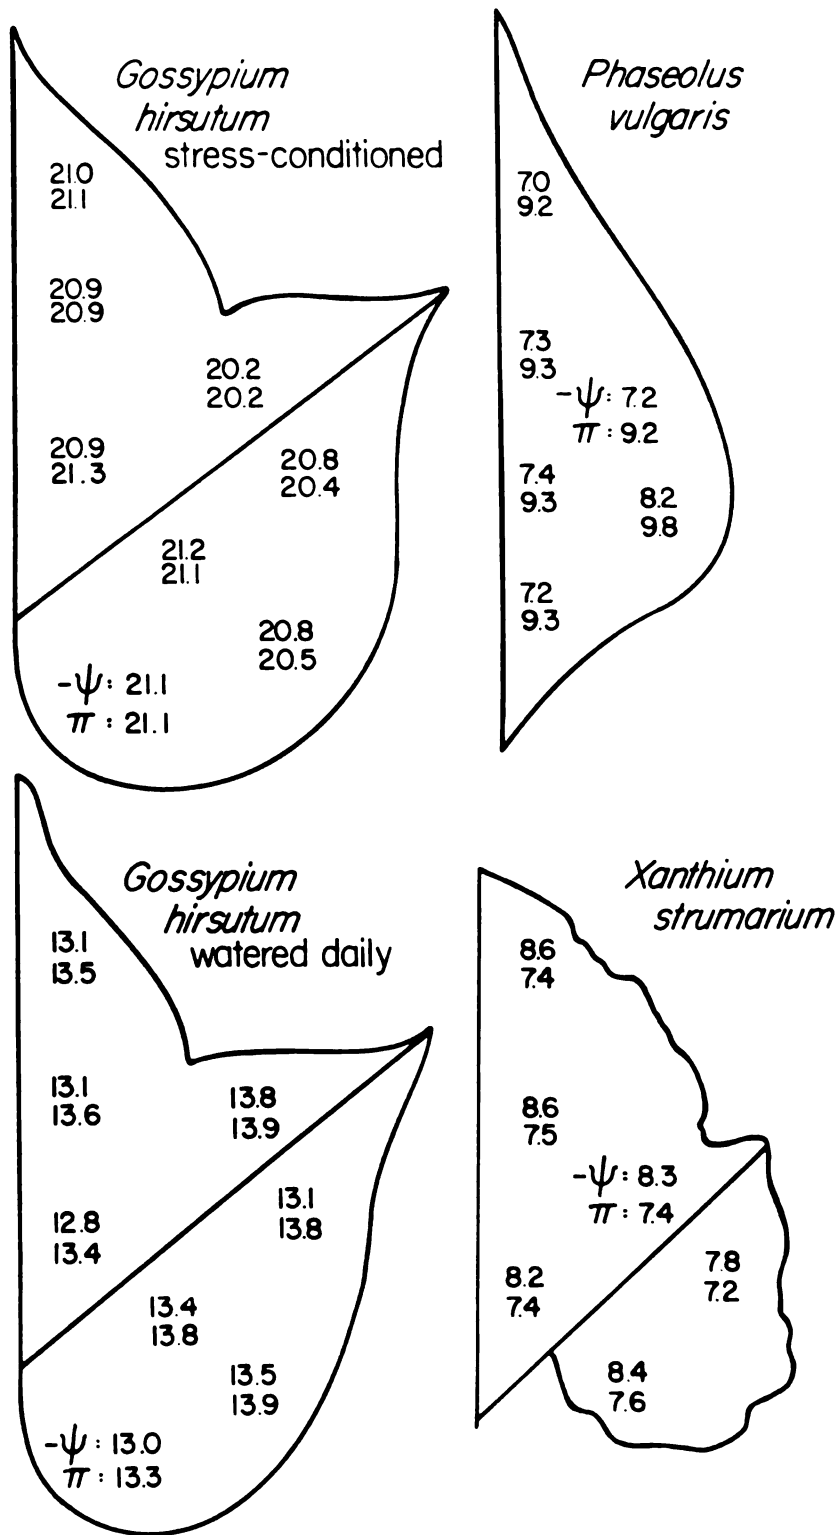 Gossypium
hirsutum
stress-conditioned
21.0
21.1
20.9
20.9
20.2
20.2
20.9
21.3
20.8
20.4
21.2
21.1
20.8
20.5
-ψ: 21.1
π : 21.1
Phaseolus
vulgaris
7.0
9.2
7.3
9.3
-ψ: 7.2
π : 9.2
7.4
9.3
8.2
9.8
7.2
9.3
Gossypium
hirsutum
watered daily
13.1
13.5
13.1
13.6
13.8
13.9
13.1
13.8
12.8
13.4
13.4
13.8
13.5
13.9
-ψ : 13.0
π : 13.3
Xanthium
strumarium
8.6
7.4
8.6
7.5
-ψ: 8.3
π : 7.4
8.2
7.4
7.8
7.2
8.4
7.6